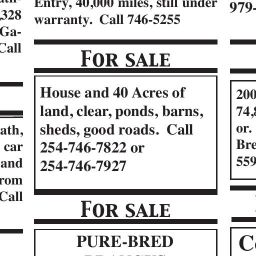 ,328
Ga-
Call
ath,
car
and
rom
Call
Entry, 40,000 miles, still under
warranty. Call 746-5255
FOR SALE
House and 40 Acres of
land, clear, ponds, barns,
sheds, good roads. Call
254-746-7822 or
254-746-7927
FOR SALE
PURE-BRED
979-
200
74,8
or.
Bre
559